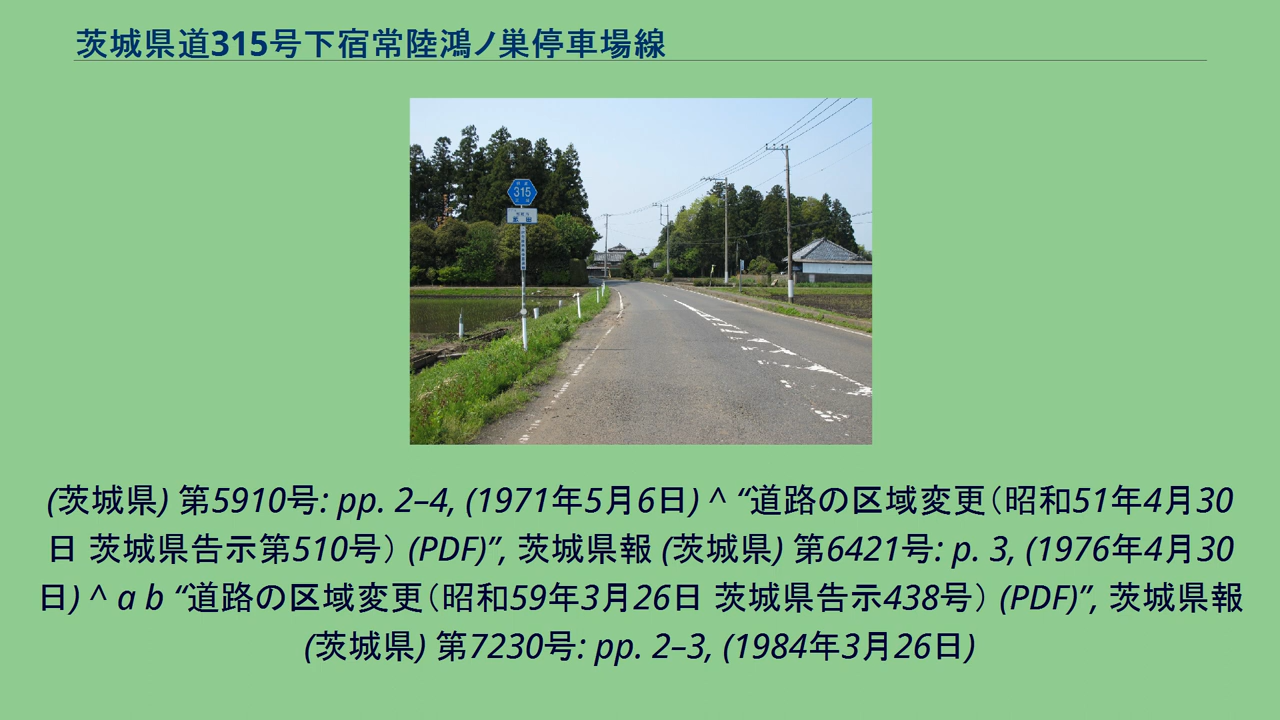 茨城県道315号下宿常陸鴻ノ巣停車場線
315
(茨城県) 第5910号: pp. 2–4, (1971年5月6日) ^ “道路の区域変更（昭和51年4月30
日 茨城県告示第510号） (PDF)”, 茨城県報 (茨城県) 第6421号: p. 3, (1976年4月30
日) ^ a b “道路の区域変更（昭和59年3月26日 茨城県告示438号） (PDF)”, 茨城県報
(茨城県) 第7230号: pp. 2–3, (1984年3月26日)